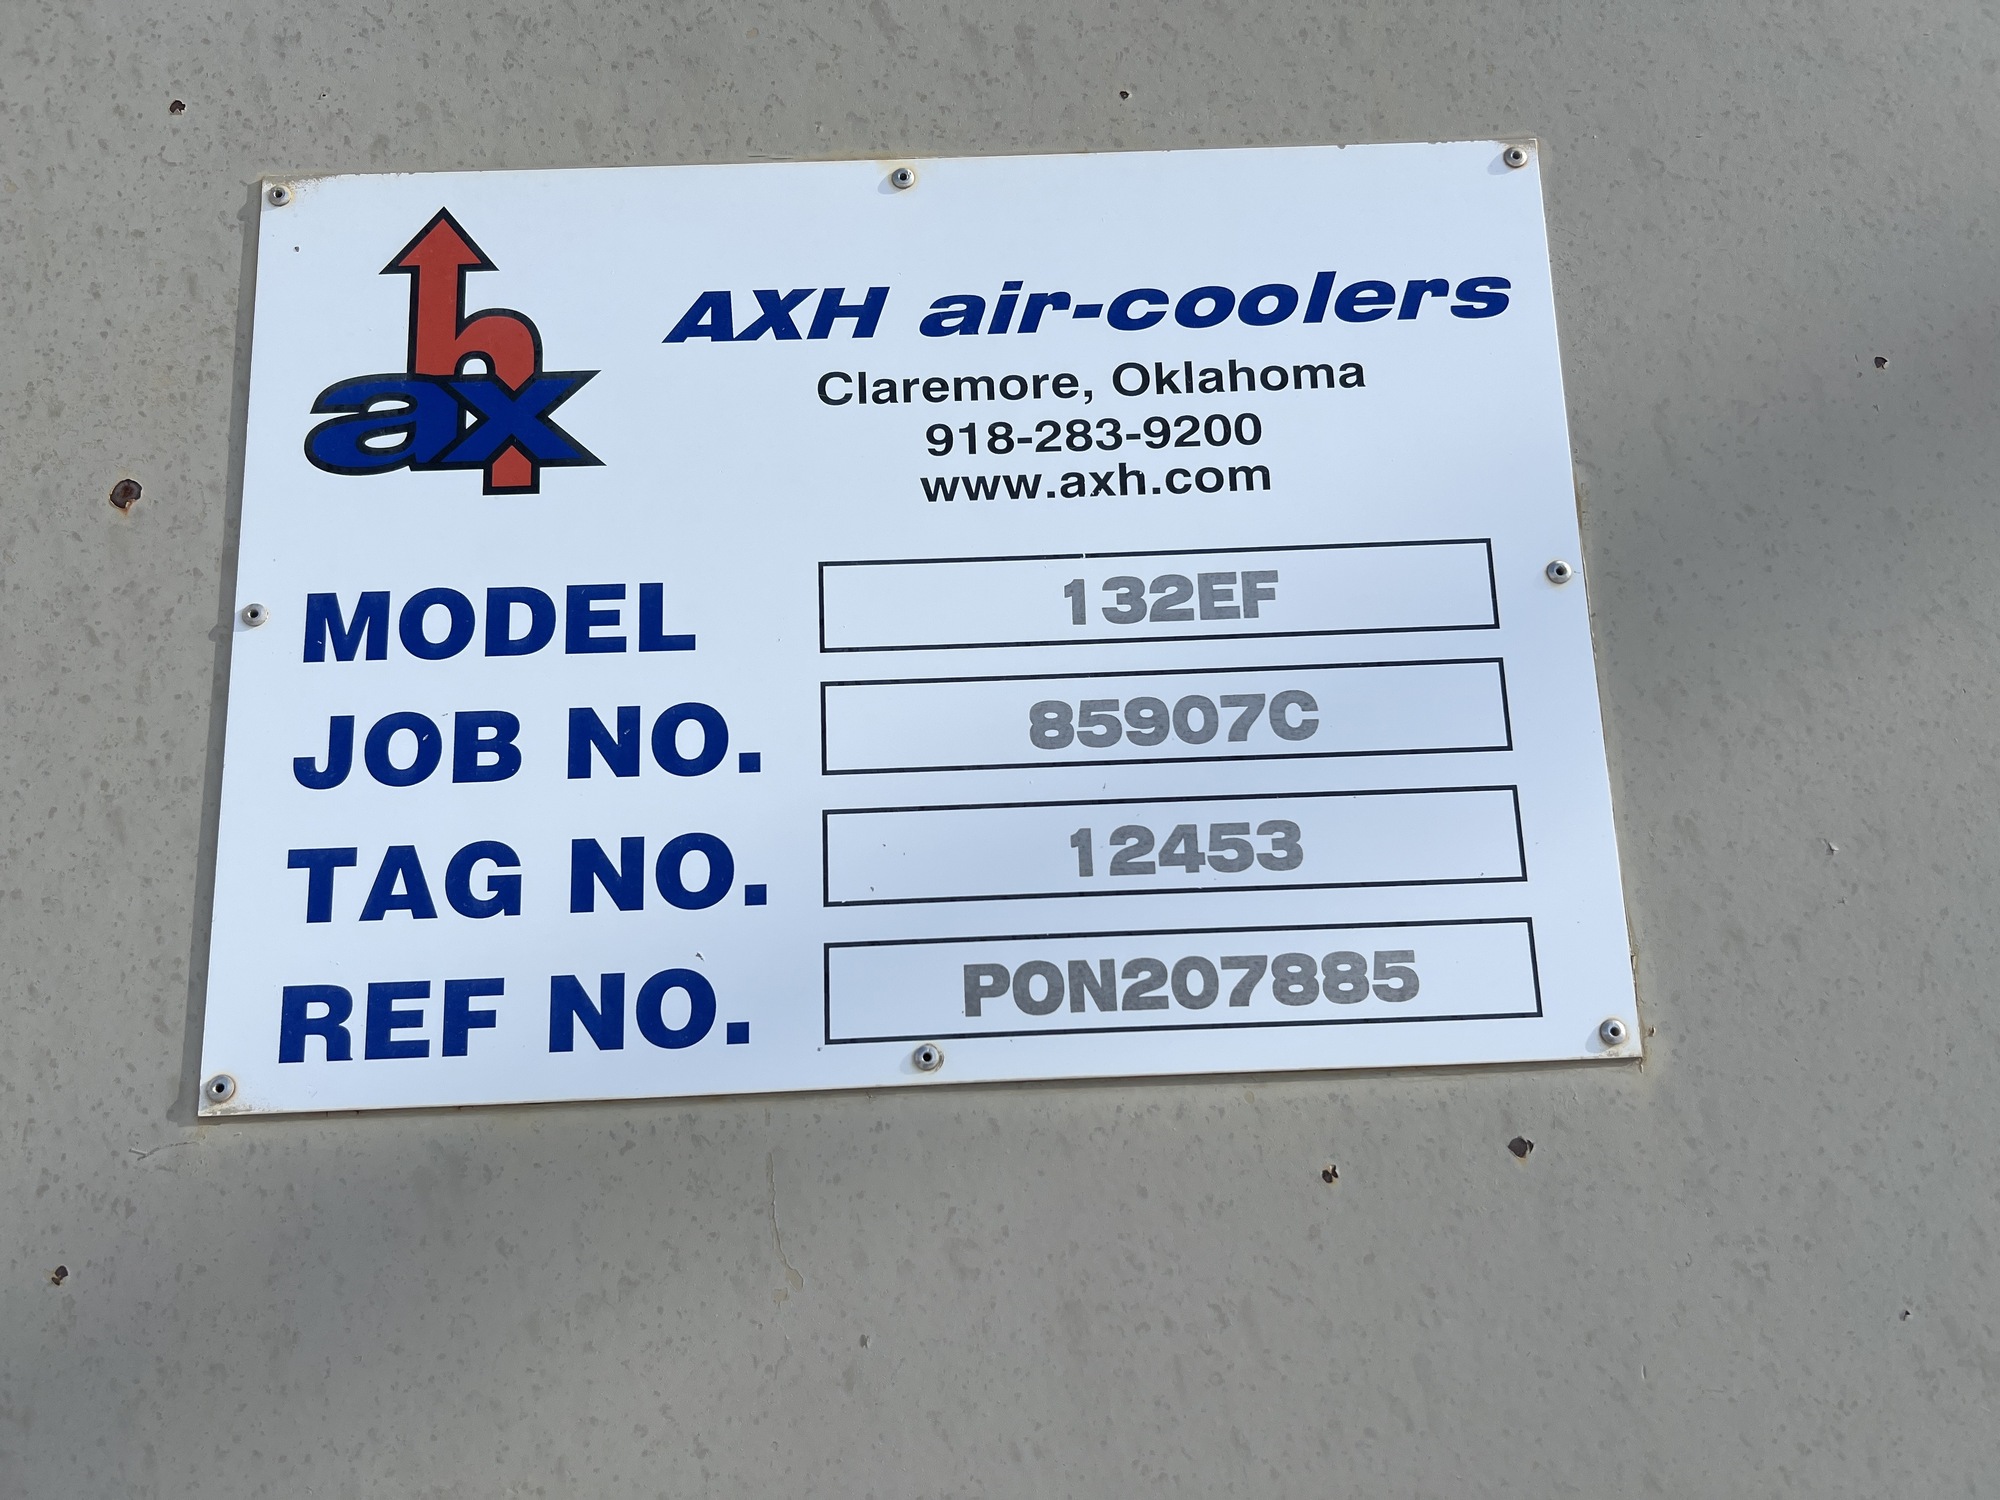 axh
AXH air-coolers
Claremore, Oklahoma
918-283-9200
www.axh.com
MODEL 132EF
JOB NO. 85907C
TAG NO. 12453
REF NO. PON207885